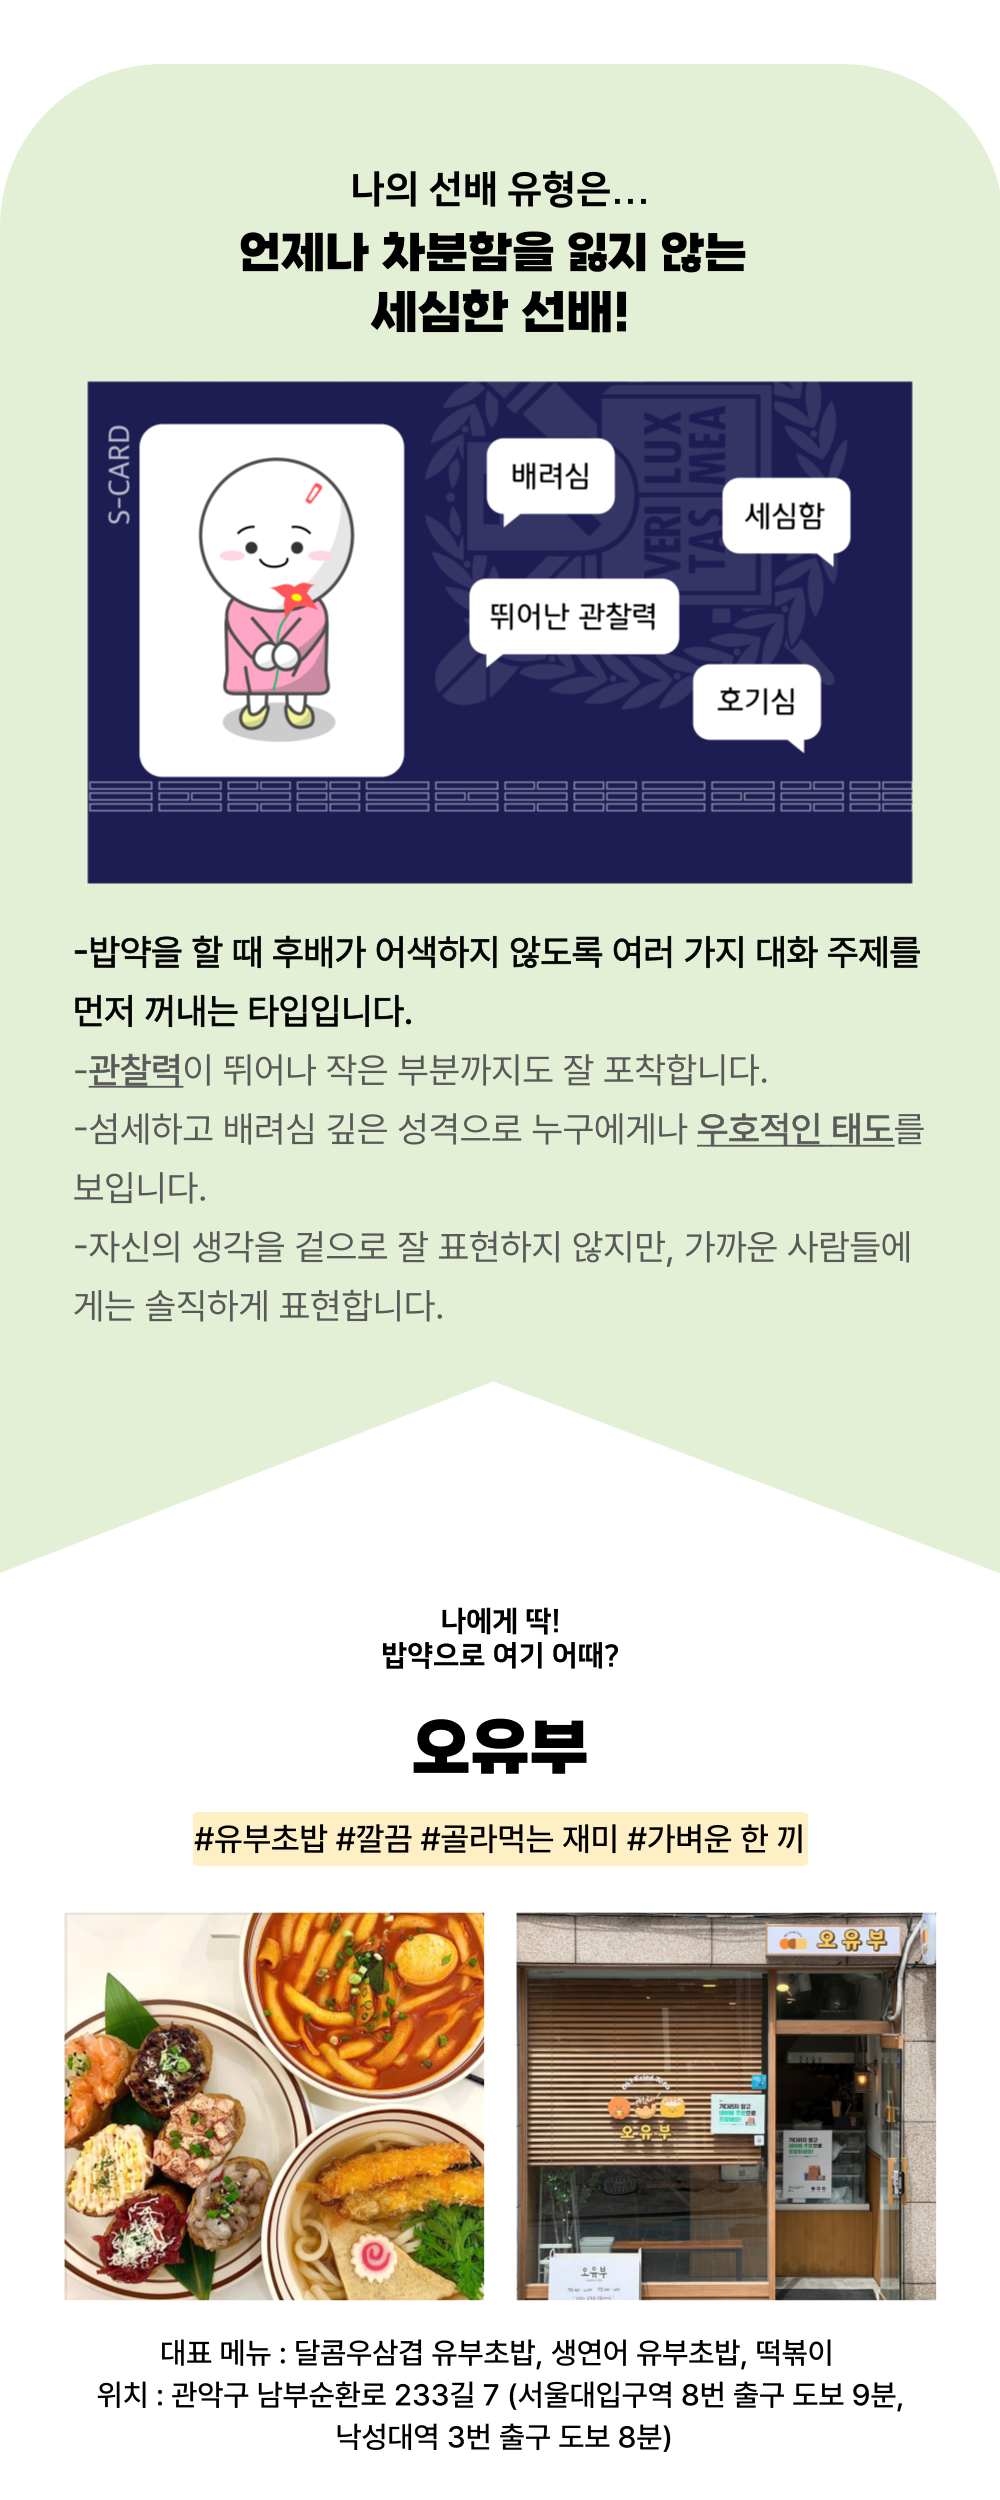 나의 선배 유형은...
언제나 차분함을 잃지 않는
세심한 선배!
S-CARD
VERI LUX
TAS MEA
배려심
세심함
뛰어난 관찰력
호기심
-밥약을 할 때 후배가 어색하지 않도록 여러 가지 대화 주제를
먼저 꺼내는 타입입니다.
-관찰력이 뛰어나 작은 부분까지도 잘 포착합니다.
-섬세하고 배려심 깊은 성격으로 누구에게나 우호적인 태도를
보입니다.
-자신의 생각을 겉으로 잘 표현하지 않지만, 가까운 사람들에
게는 솔직하게 표현합니다.
나에게 딱!
밥약으로 여기 어때?
오유부
#유부초밥 #깔끔 #골라먹는 재미 #가벼운 한 끼
오유부
오유부
기다리지 말고
오유부
대표 메뉴 : 달콤우삼겹 유부초밥, 생연어 유부초밥, 떡볶이
위치 : 관악구 남부순환로 233길 7 (서울대입구역 8번 출구 도보 9분,
낙성대역 3번 출구 도보 8분)